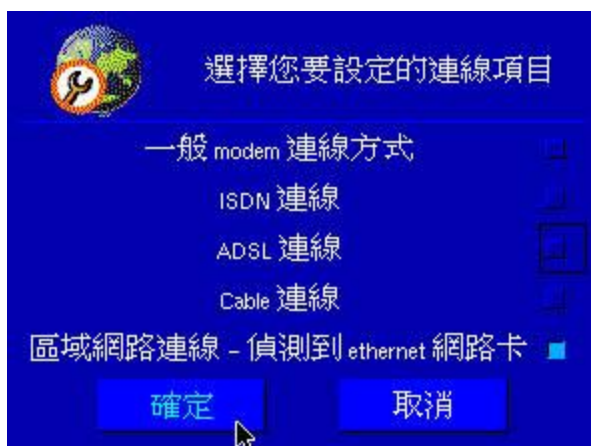 選擇您要設定的連線項目
一般 modem 連線方式
ISDN 連線
ADSL 連線
Cable 連線
區域網路連線 - 偵測到 ethernet 網路卡
確定 取消